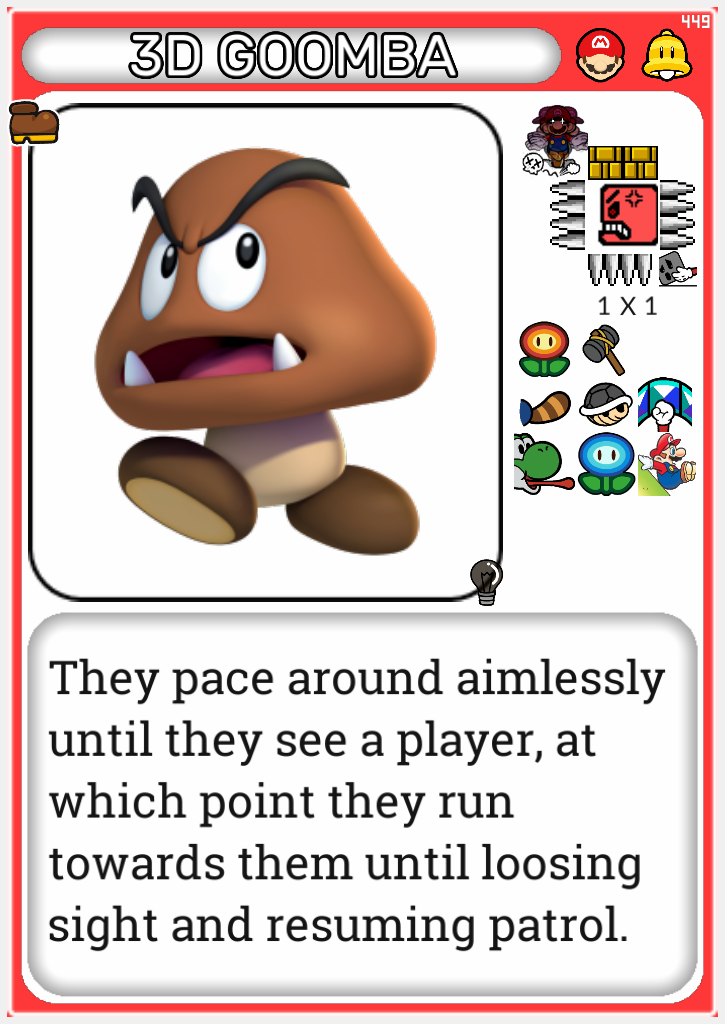 449
3D GOOMBA
1 X 1
They pace around aimlessly
until they see a player, at
which point they run
towards them until loosing
sight and resuming patrol.